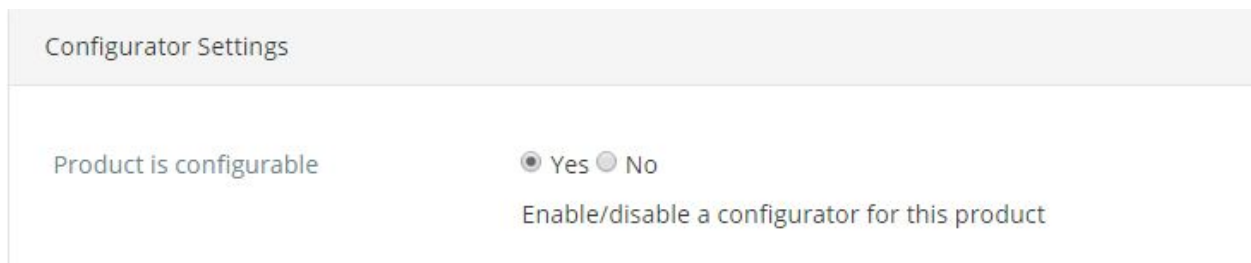 Configurator Settings
Product is configurable Yes No
Enable/disable a configurator for this product